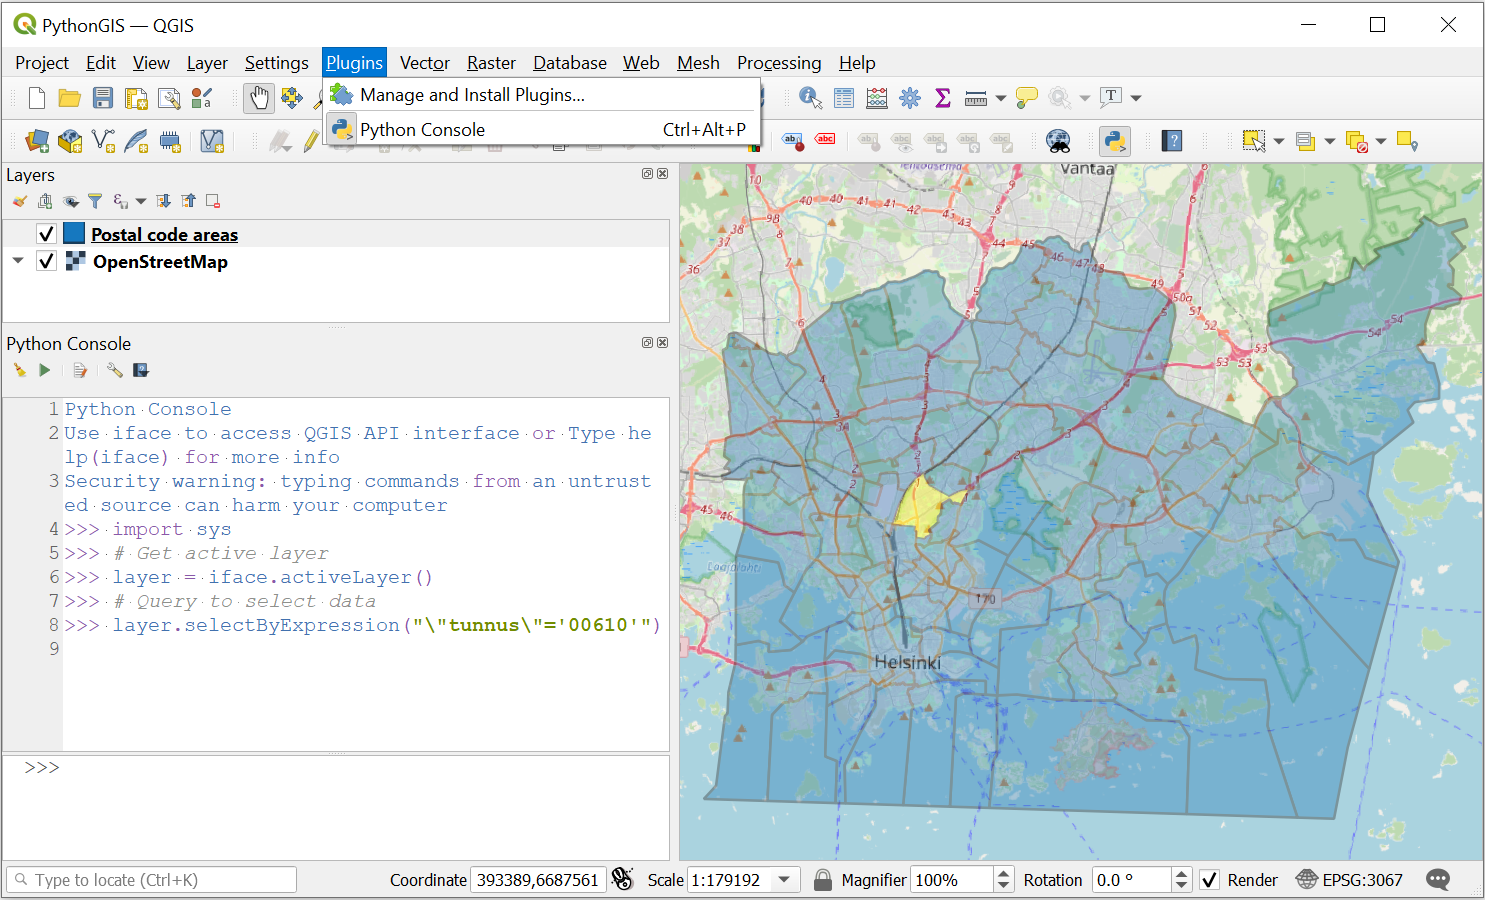 PythonGIS — QGIS
Project Edit View Layer Settings Plugins Vector Raster Database Web Mesh Processing Help
Manage and Install Plugins...
Python Console Ctrl+Alt+P
Layers
Postal code areas
OpenStreetMap
Python Console
1 Python Console
2 Use iface to access QGIS API interface or Type he
lp(iface) for more info
3 Security warning: typing commands from an untrust
ed source can harm your computer
4 >>> import sys
5 >>> # Get active layer
6 >>> layer = iface.activeLayer()
7 >>> # Query to select data
8 >>> layer.selectByExpression("\"tunnus\"='00610'")
9
>>>
Vantaa
Helsinki
170
Type to locate (Ctrl+K)
Coordinate 393389,6687561 Scale 1:179192 Magnifier 100% Rotation 0.0 ° Render EPSG:3067